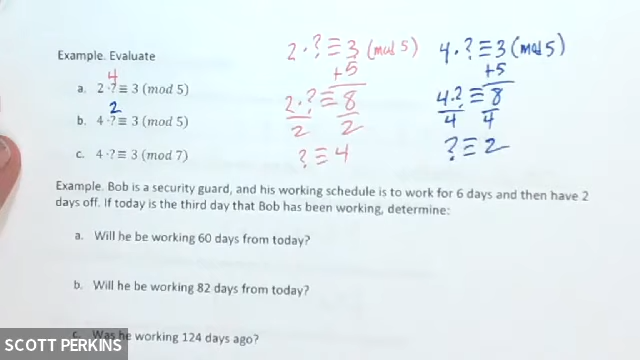 Example. Evaluate
4
a. 2 ·? ≡ 3 (mod 5)
2
b. 4 ·? ≡ 3 (mod 5)
c. 4 ·? ≡ 3 (mod 7)
2·? ≡ 3 (mod 5)
+5
2·? ≡ 8
2 2
? ≡ 4
4·? ≡ 3 (mod 5)
+5
4·? ≡ 8
4 4
? ≡ 2
Example. Bob is a security guard, and his working schedule is to work for 6 days and then have 2
days off. If today is the third day that Bob has been working, determine:
a. Will he be working 60 days from today?
b. Will he be working 82 days from today?
c. Was he working 124 days ago?
SCOTT PERKINS